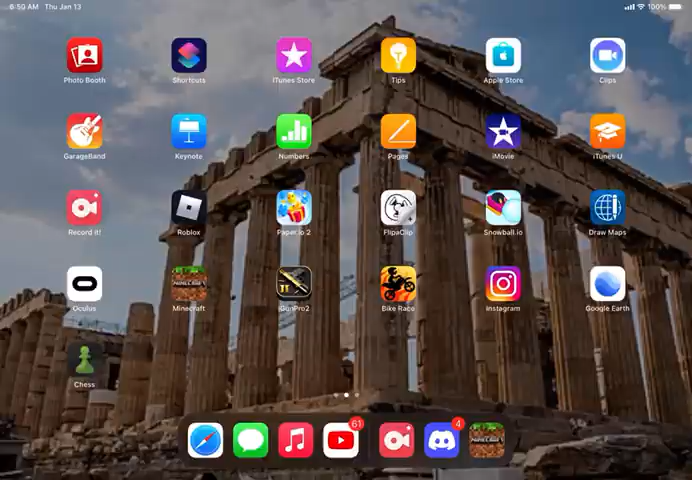 6:50 AM Thu Jan 13
100%
Photo Booth
Shortcuts
iTunes Store
Tips
Apple Store
Clips
GarageBand
Keynote
Numbers
Pages
iMovie
iTunes U
Record it!
Roblox
Paper.io 2
FlipaClip
Snowball.io
Draw Maps
Oculus
Minecraft
iGunPro2
Bike Race
Instagram
Google Earth
Chess
61
4